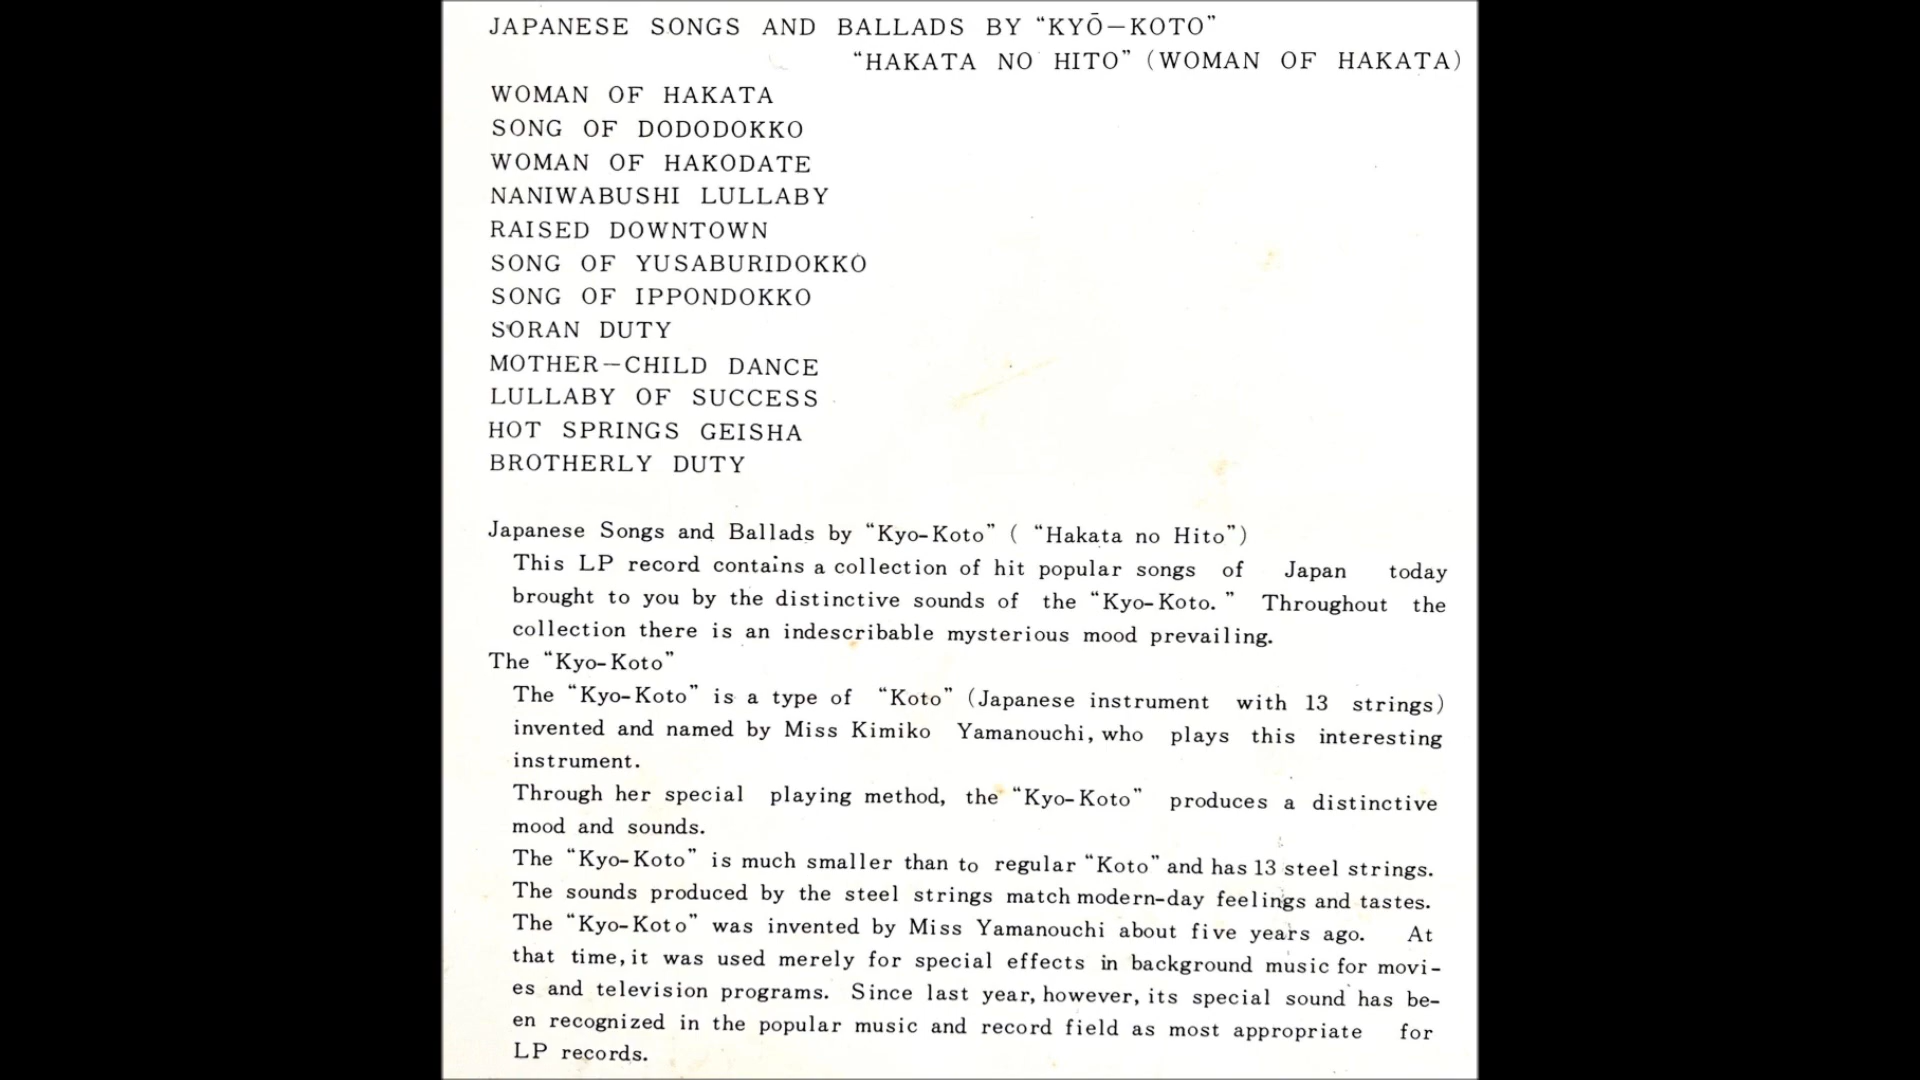 JAPANESE SONGS AND BALLADS BY “KYŌ—KOTO”
“HAKATA NO HITO” (WOMAN OF HAKATA)
WOMAN OF HAKATA
SONG OF DODODOKKO
WOMAN OF HAKODATE
NANIWABUSHI LULLABY
RAISED DOWNTOWN
SONG OF YUSABURIDOKKO
SONG OF IPPONDOKKO
SORAN DUTY
MOTHER—CHILD DANCE
LULLABY OF SUCCESS
HOT SPRINGS GEISHA
BROTHERLY DUTY
Japanese Songs and Ballads by “Kyo-Koto” ( “Hakata no Hito”)
This LP record contains a collection of hit popular songs of Japan today
brought to you by the distinctive sounds of the “Kyo-Koto. ” Throughout the
collection there is an indescribable mysterious mood prevailing.
The “Kyo-Koto”
The “Kyo-Koto” is a type of “Koto” (Japanese instrument with 13 strings)
invented and named by Miss Kimiko Yamanouchi, who plays this interesting
instrument.
Through her special playing method, the “Kyo-Koto” produces a distinctive
mood and sounds.
The “Kyo-Koto” is much smaller than to regular “Koto” and has 13 steel strings.
The sounds produced by the steel strings match modern-day feelings and tastes.
The “Kyo-Koto” was invented by Miss Yamanouchi about five years ago. At
that time, it was used merely for special effects in background music for movi-
es and television programs. Since last year, however, its special sound has be-
en recognized in the popular music and record field as most appropriate for
LP records.